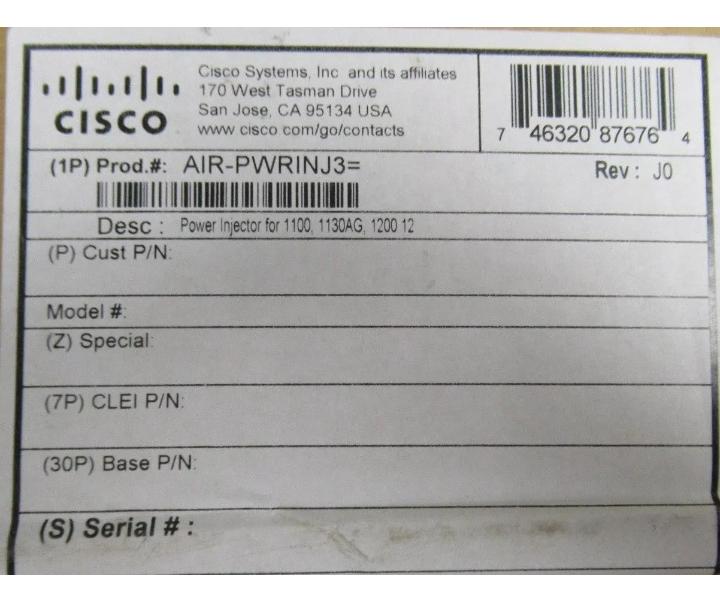 CISCO
Cisco Systems, Inc and its affiliates
170 West Tasman Drive
San Jose, CA 95134 USA
www cisco com/go/contacts
7 46320 87676 4
(1P) Prod.#: AIR-PWRINJ3=
Rev : J0
Desc : Power Injector for 1100, 1130AG, 1200 12
(P) Cust P/N:
Model #:
(Z) Special:
(7P) CLEI P/N:
(30P) Base P/N:
(S) Serial # :